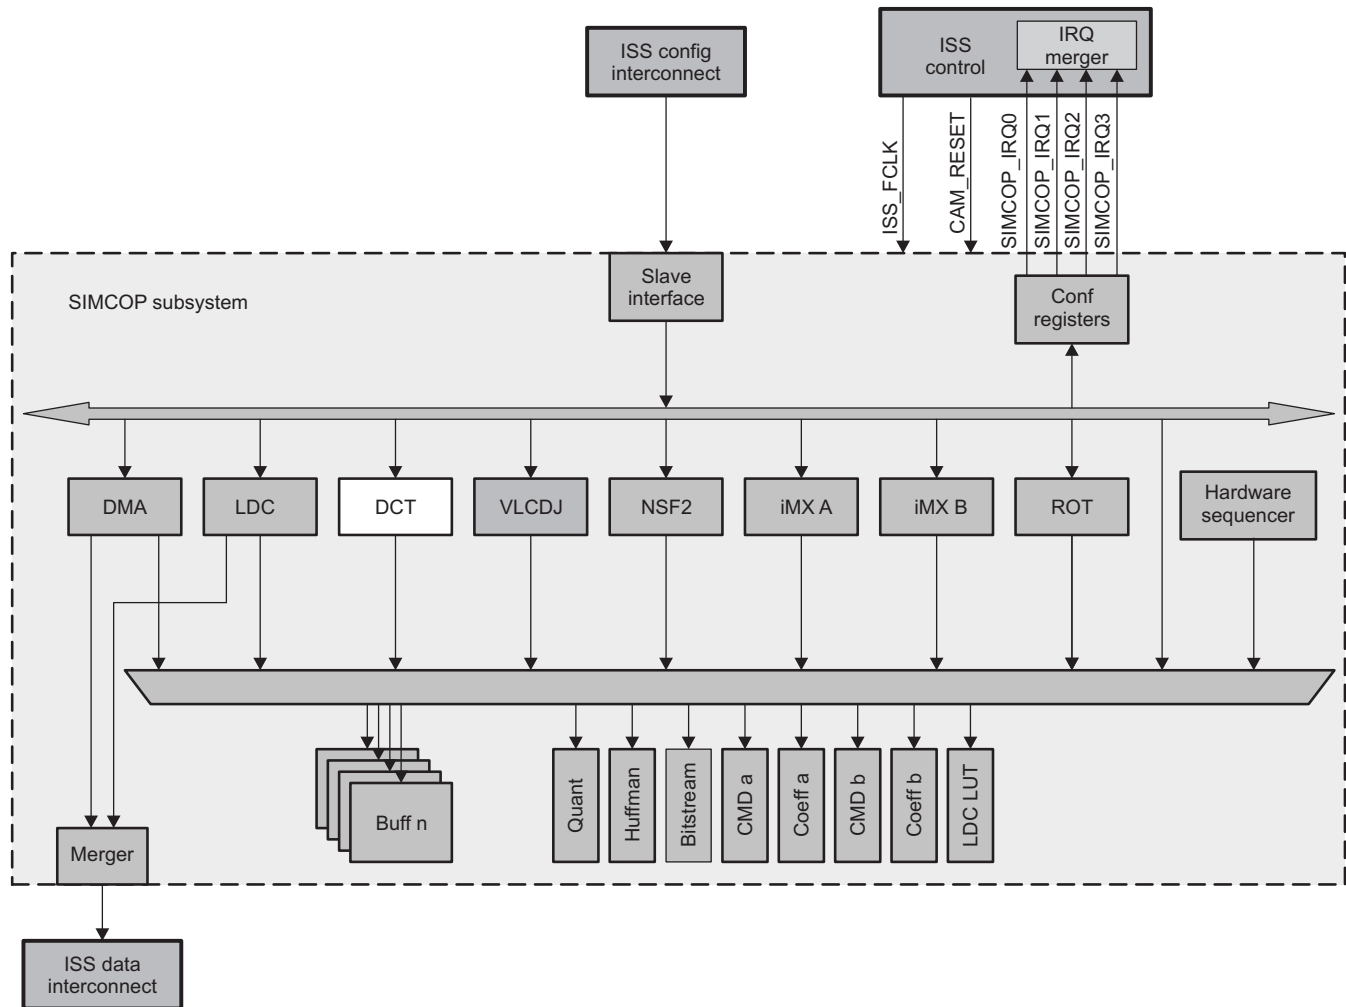 ISS config
interconnect
ISS
control
IRQ
merger
ISS_FCLK
CAM_RESET
SIMCOP_IRQ0
SIMCOP_IRQ1
SIMCOP_IRQ2
SIMCOP_IRQ3
SIMCOP subsystem
Slave
interface
Conf
registers
DMA
LDC
DCT
VLCDJ
NSF2
iMX A
iMX B
ROT
Hardware
sequencer
Buff n
Quant
Huffman
Bitstream
CMD a
Coeff a
CMD b
Coeff b
LDC LUT
Merger
ISS data
interconnect